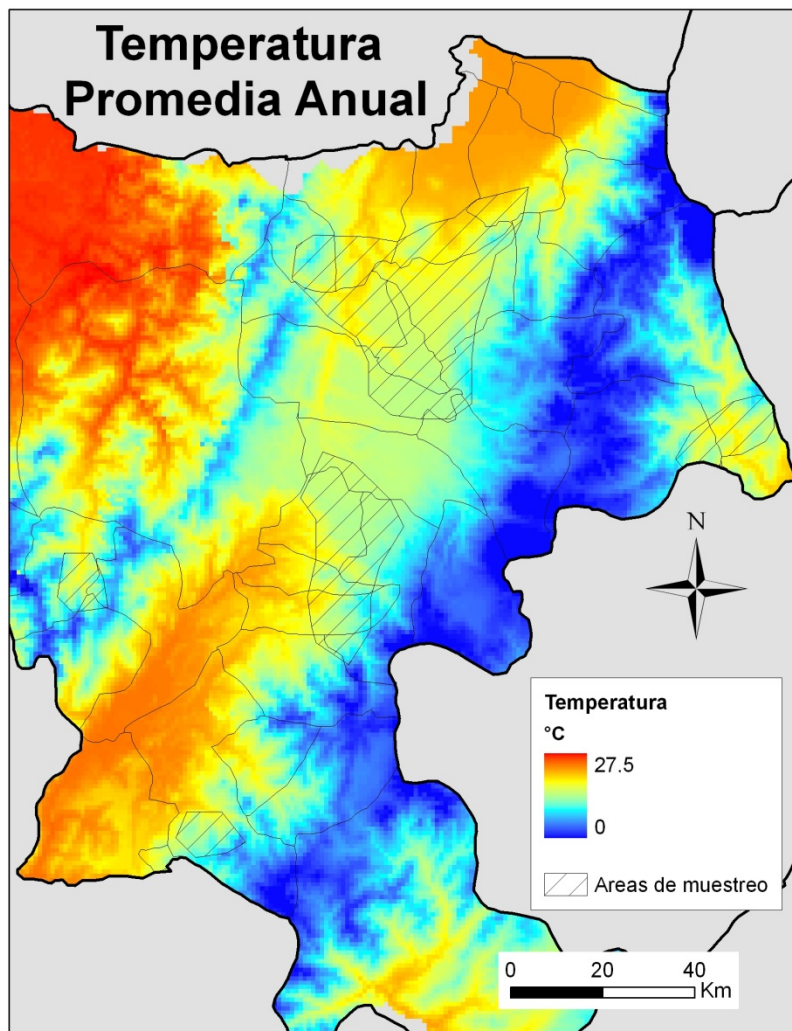 Temperatura
Promedia Anual
N
Temperatura
°C
27.5
0
Areas de muestreo
0 20 40
Km